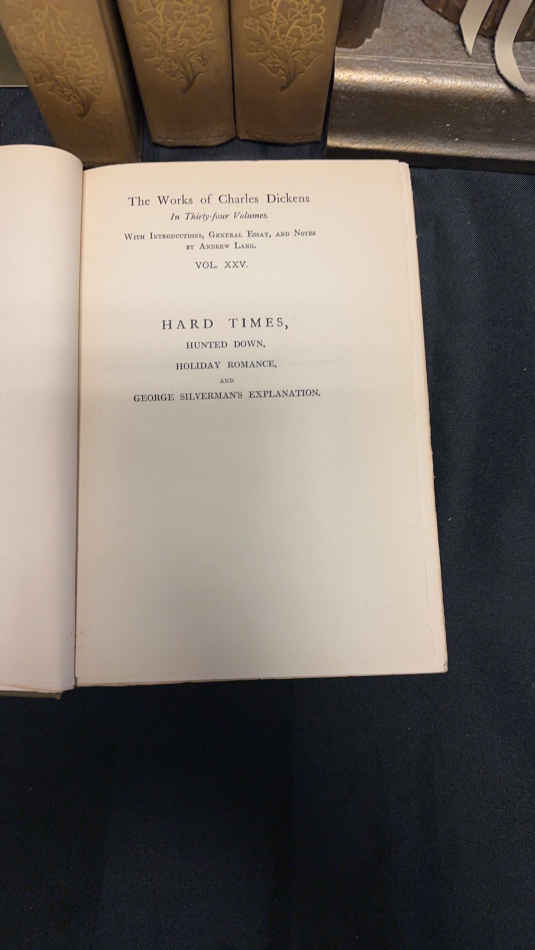 The Works of Charles Dickens
In Thirty-four Volumes.
With Introductions, General Essay, and Notes
by Andrew Lang.
VOL. XXV.
HARD TIMES,
HUNTED DOWN,
HOLIDAY ROMANCE,
AND
GEORGE SILVERMAN'S EXPLANATION.